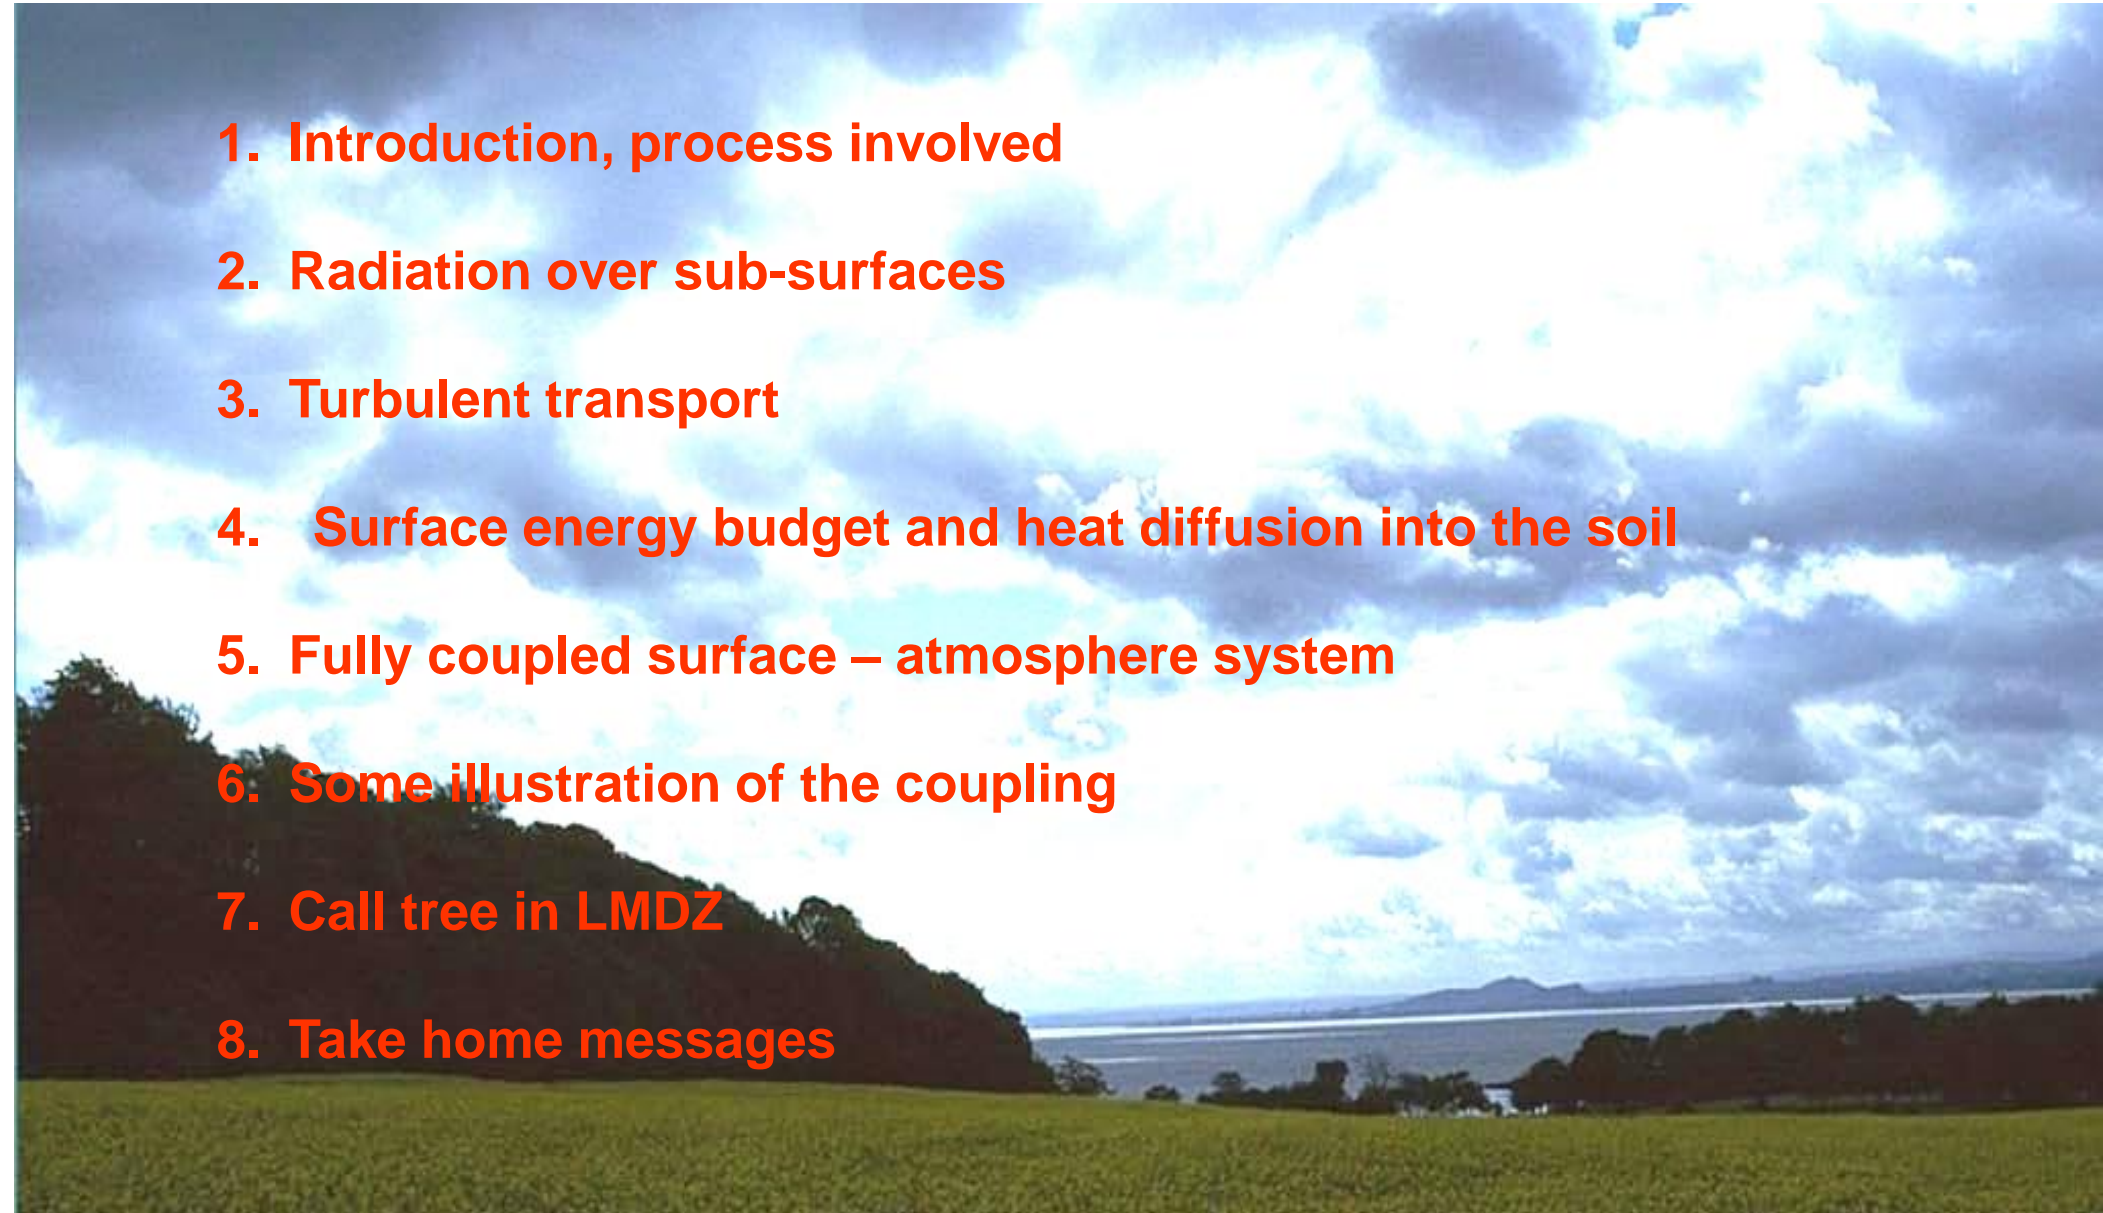 1. Introduction, process involved
2. Radiation over sub-surfaces
3. Turbulent transport
4. Surface energy budget and heat diffusion into the soil
5. Fully coupled surface – atmosphere system
6. Some illustration of the coupling
7. Call tree in LMDZ
8. Take home messages